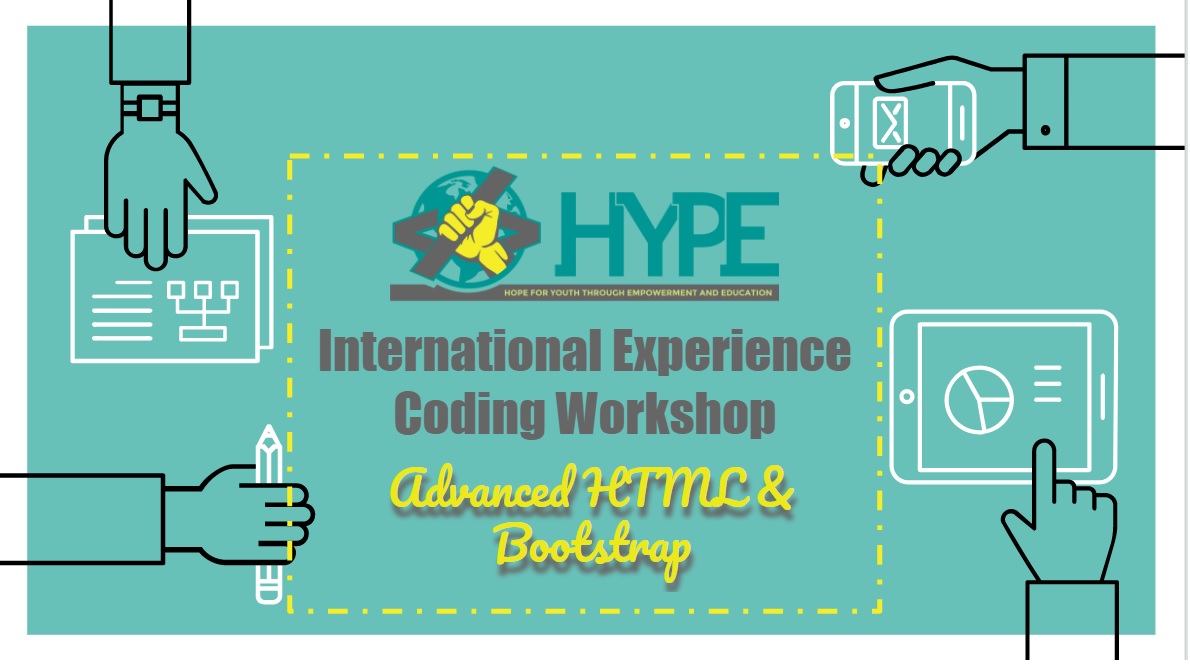 HYPE
HOPE FOR YOUTH THROUGH EMPOWERMENT AND EDUCATION
International Experience
Coding Workshop
Advanced HTML &
Bootstrap